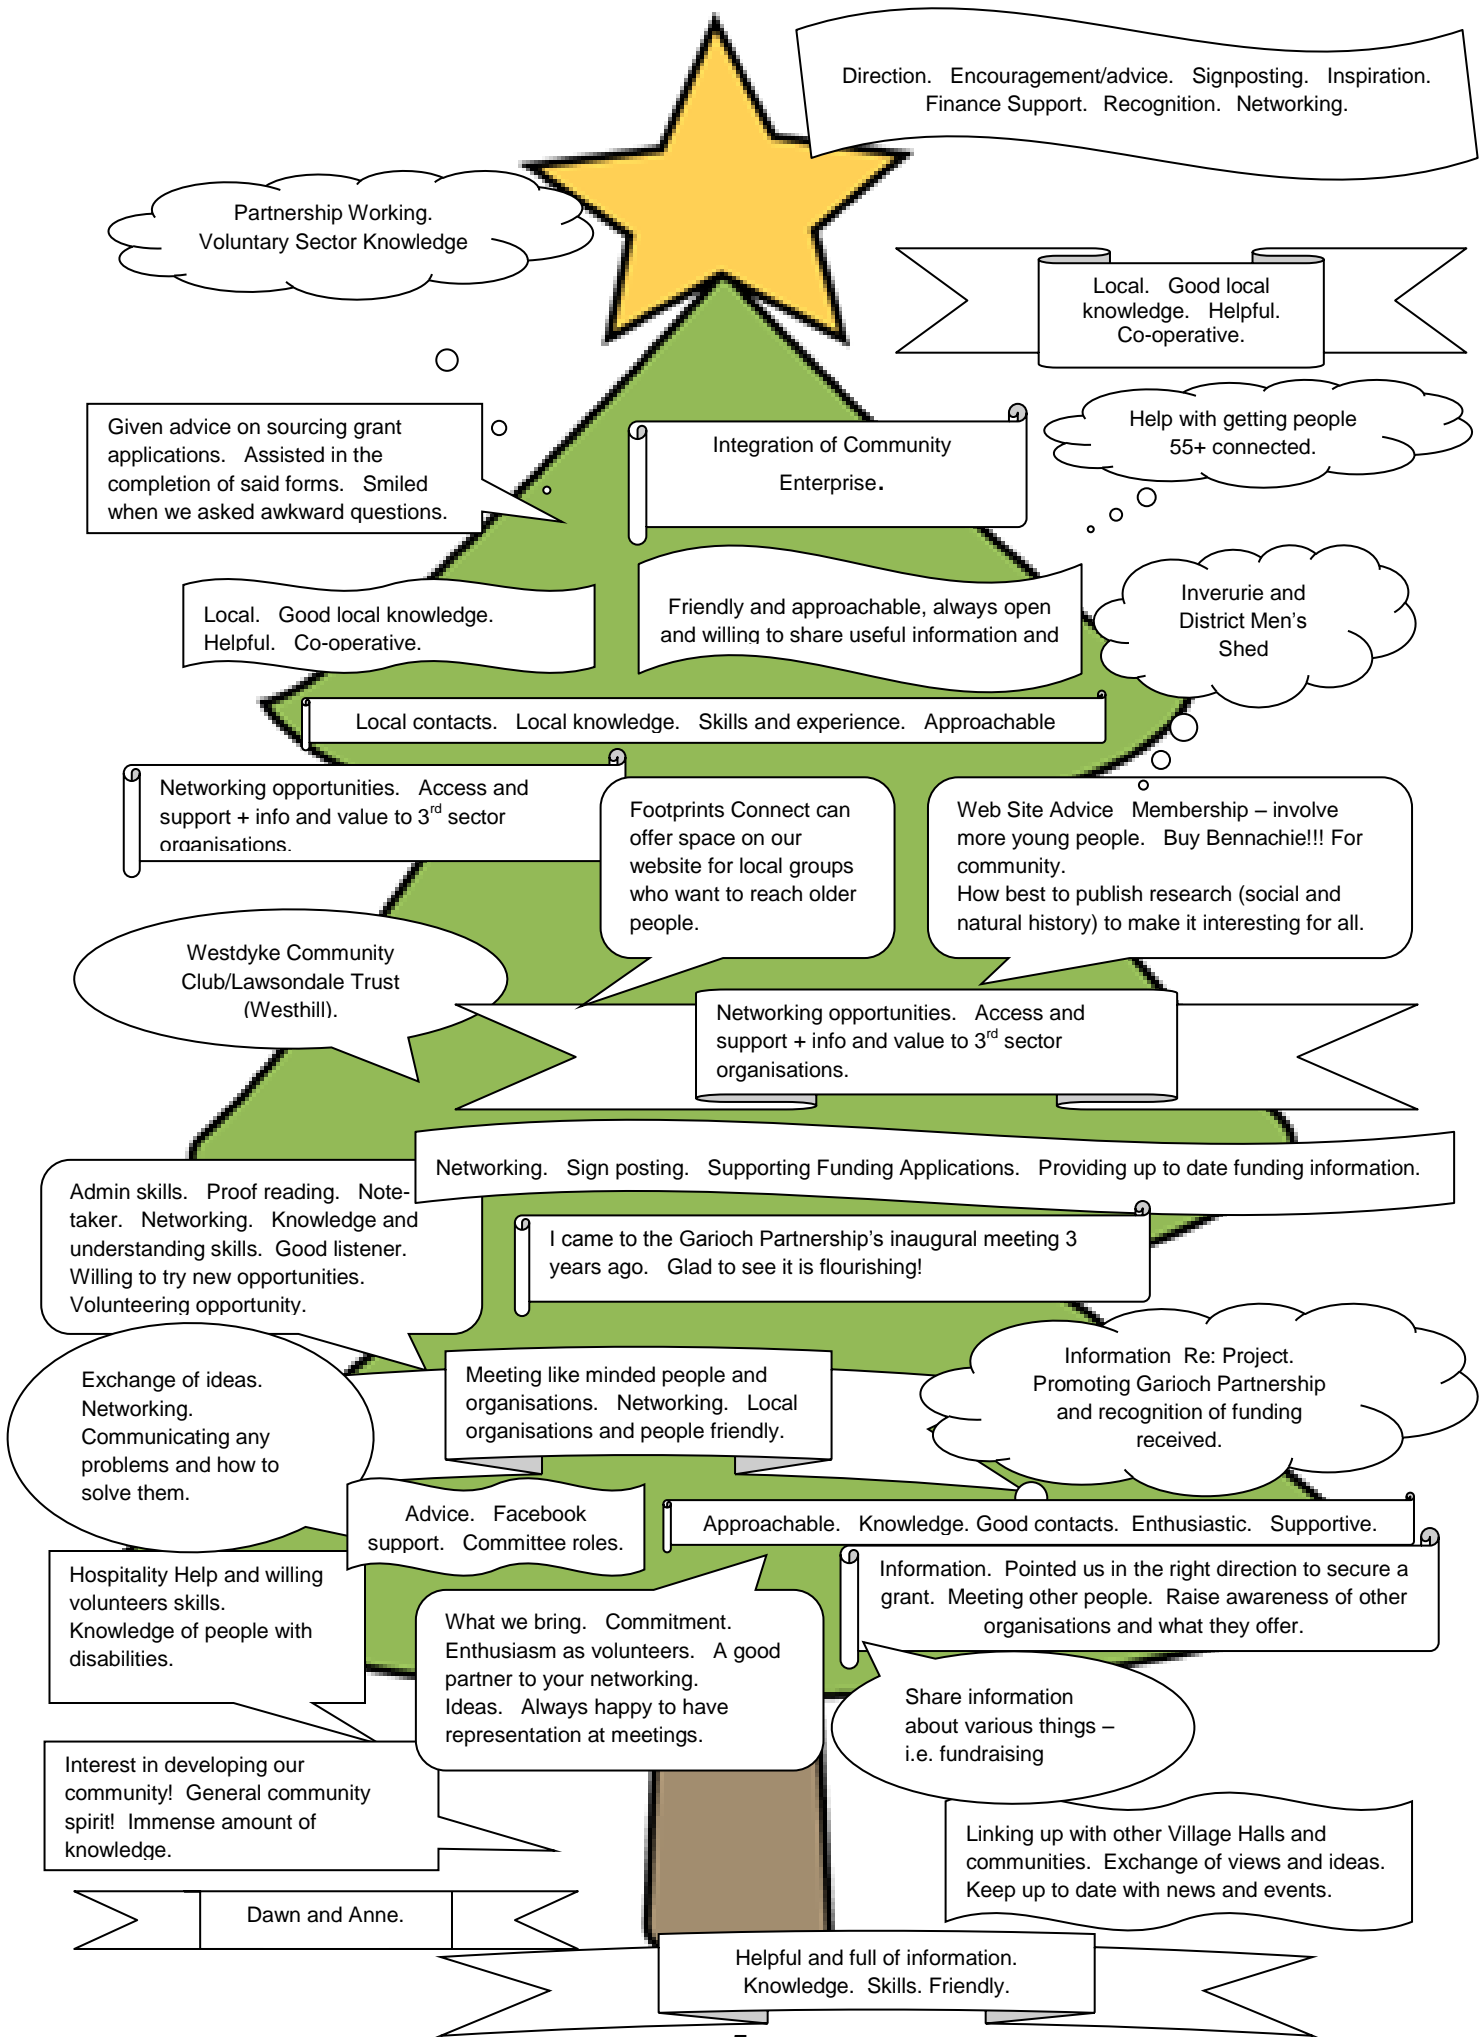 Direction. Encouragement/advice. Signposting. Inspiration.
Finance Support. Recognition. Networking.
Partnership Working.
Voluntary Sector Knowledge
Local. Good local
knowledge. Helpful.
Co-operative.
Given advice on sourcing grant
applications. Assisted in the
completion of said forms. Smiled
when we asked awkward questions.
Integration of Community
Enterprise.
Help with getting people
55+ connected.
Local. Good local knowledge.
Helpful. Co-operative.
Friendly and approachable, always open
and willing to share useful information and
Inverurie and
District Men's
Shed
Local contacts. Local knowledge. Skills and experience. Approachable
Networking opportunities. Access and
support + info and value to 3rd sector
organisations.
Footprints Connect can
offer space on our
website for local groups
who want to reach older
people.
Web Site Advice Membership – involve
more young people. Buy Bennachie!!! For
community.
How best to publish research (social and
natural history) to make it interesting for all.
Westdyke Community
Club/Lawsondale Trust
(Westhill).
Networking opportunities. Access and
support + info and value to 3rd sector
organisations.
Networking. Sign posting. Supporting Funding Applications. Providing up to date funding information.
Admin skills. Proof reading. Note-
taker. Networking. Knowledge and
understanding skills. Good listener.
Willing to try new opportunities.
Volunteering opportunity.
I came to the Garioch Partnership's inaugural meeting 3
years ago. Glad to see it is flourishing!
Exchange of ideas.
Networking.
Communicating any
problems and how to
solve them.
Meeting like minded people and
organisations. Networking. Local
organisations and people friendly.
Information Re: Project.
Promoting Garioch Partnership
and recognition of funding
received.
Advice. Facebook
support. Committee roles.
Approachable. Knowledge. Good contacts. Enthusiastic. Supportive.
Hospitality Help and willing
volunteers skills.
Knowledge of people with
disabilities.
Information. Pointed us in the right direction to secure a
grant. Meeting other people. Raise awareness of other
organisations and what they offer.
What we bring. Commitment.
Enthusiasm as volunteers. A good
partner to your networking.
Ideas. Always happy to have
representation at meetings.
Share information
about various things –
i.e. fundraising
Interest in developing our
community! General community
spirit! Immense amount of
knowledge.
Linking up with other Village Halls and
communities. Exchange of views and ideas.
Keep up to date with news and events.
Dawn and Anne.
Helpful and full of information.
Knowledge. Skills. Friendly.